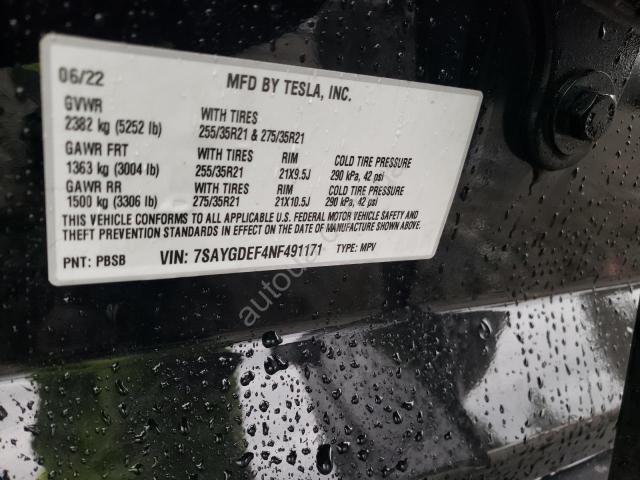 06/22 MFD BY TESLA, INC.
GVWR
2382 kg (5252 lb) WITH TIRES 255/35R21 & 275/35R21
GAWR FRT WITH TIRES RIM COLD TIRE PRESSURE
1363 kg (3004 lb) 255/35R21 21X9.5J 290 kPa, 42 psi
GAWR RR WITH TIRES RIM COLD TIRE PRESSURE
1500 kg (3306 lb) 275/35R21 21X10.5J 290 kPa, 42 psi
THIS VEHICLE CONFORMS TO ALL APPLICABLE U.S. FEDERAL MOTOR VEHICLE SAFETY AND
THEFT PREVENTION STANDARDS IN EFFECT ON THE DATE OF MANUFACTURE SHOWN ABOVE.
PNT: PBSB VIN: 7SAYGDEF4NF491171 TYPE: MPV